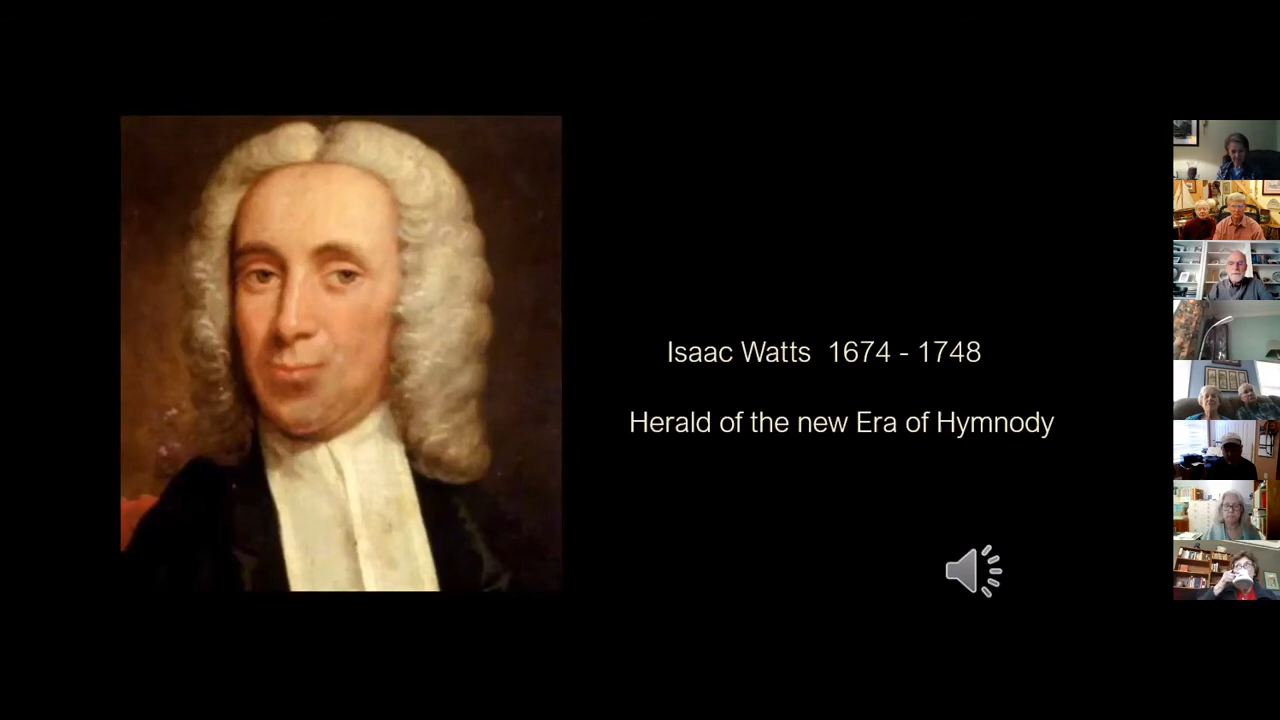 Isaac Watts  1674 - 1748
Herald of the new Era of Hymnody